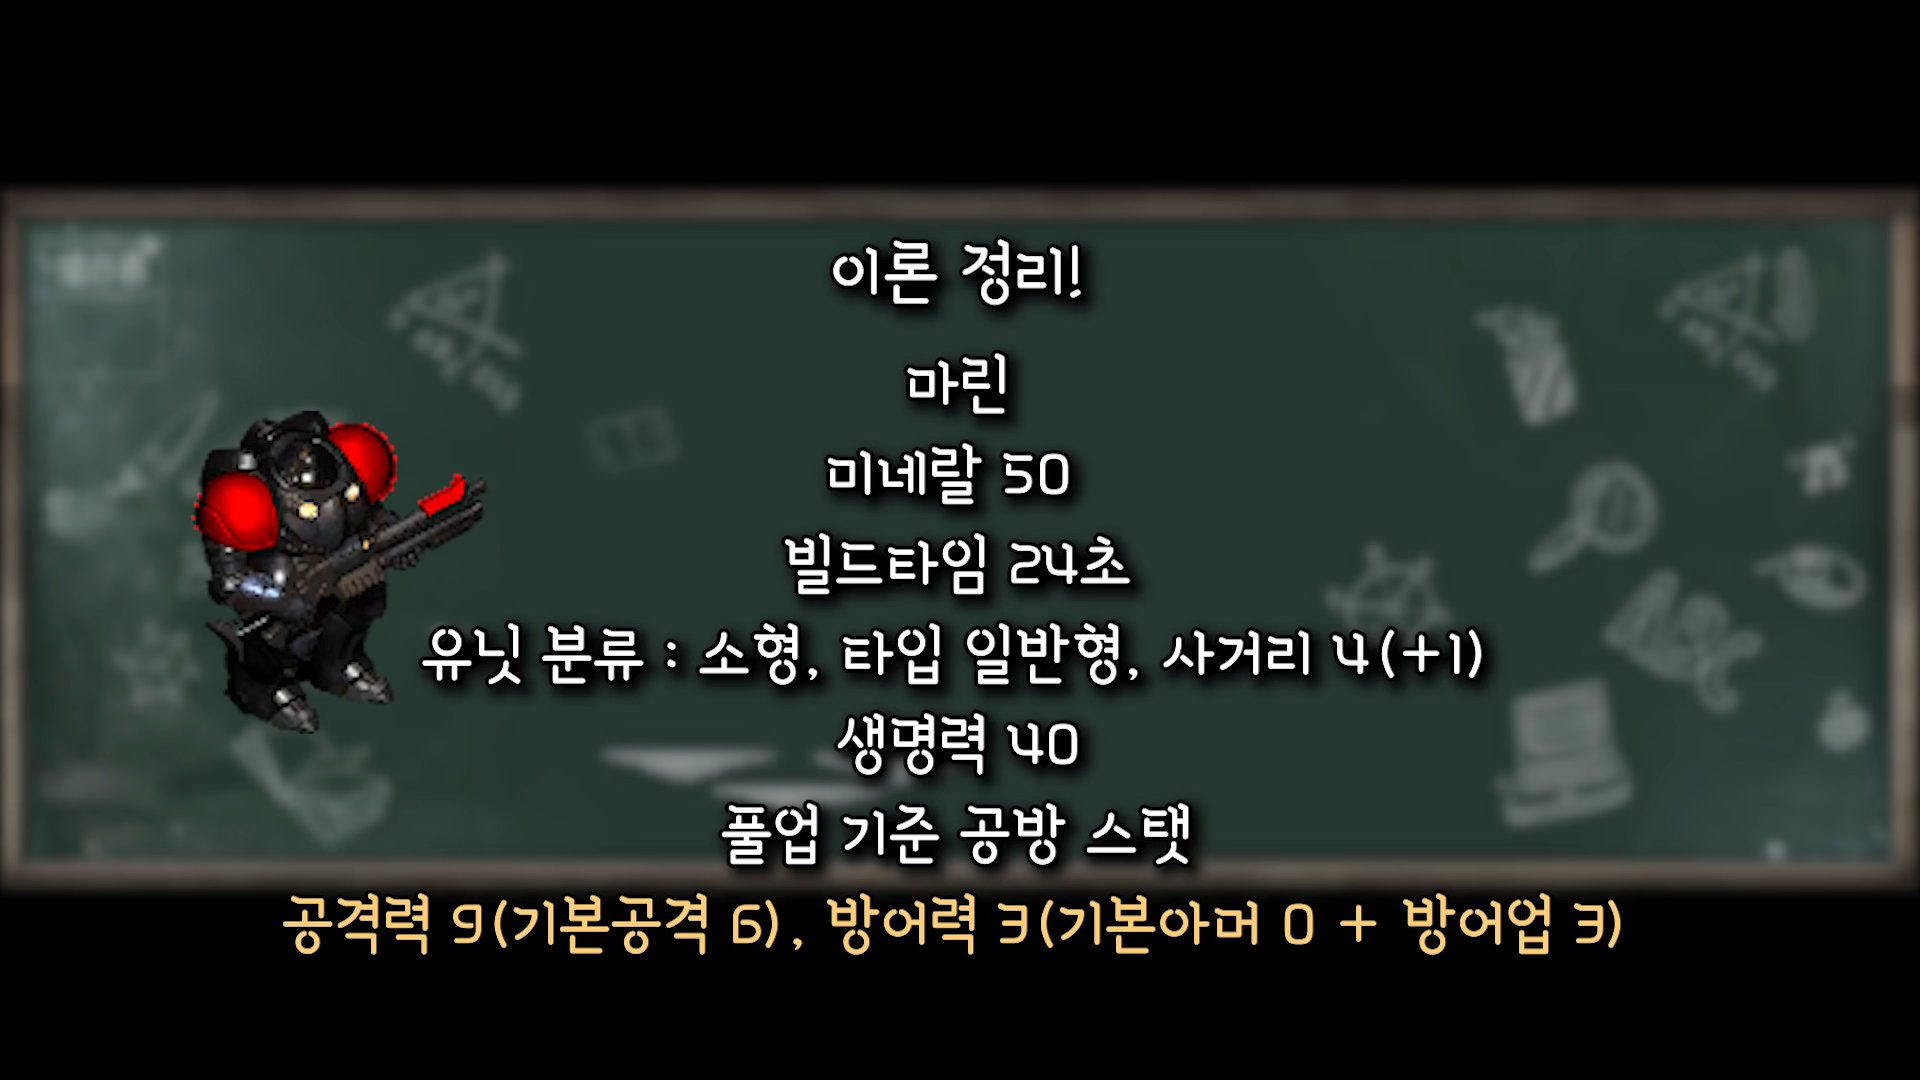 이론 정리!
마린
미네랄 50
빌드타임 24초
유닛 분류 : 소형, 타입 일반형, 사거리 4(+1)
생명력 40
풀업 기준 공방 스탯
공격력 9(기본공격 6), 방어력 3(기본아머 0 + 방어업 3)